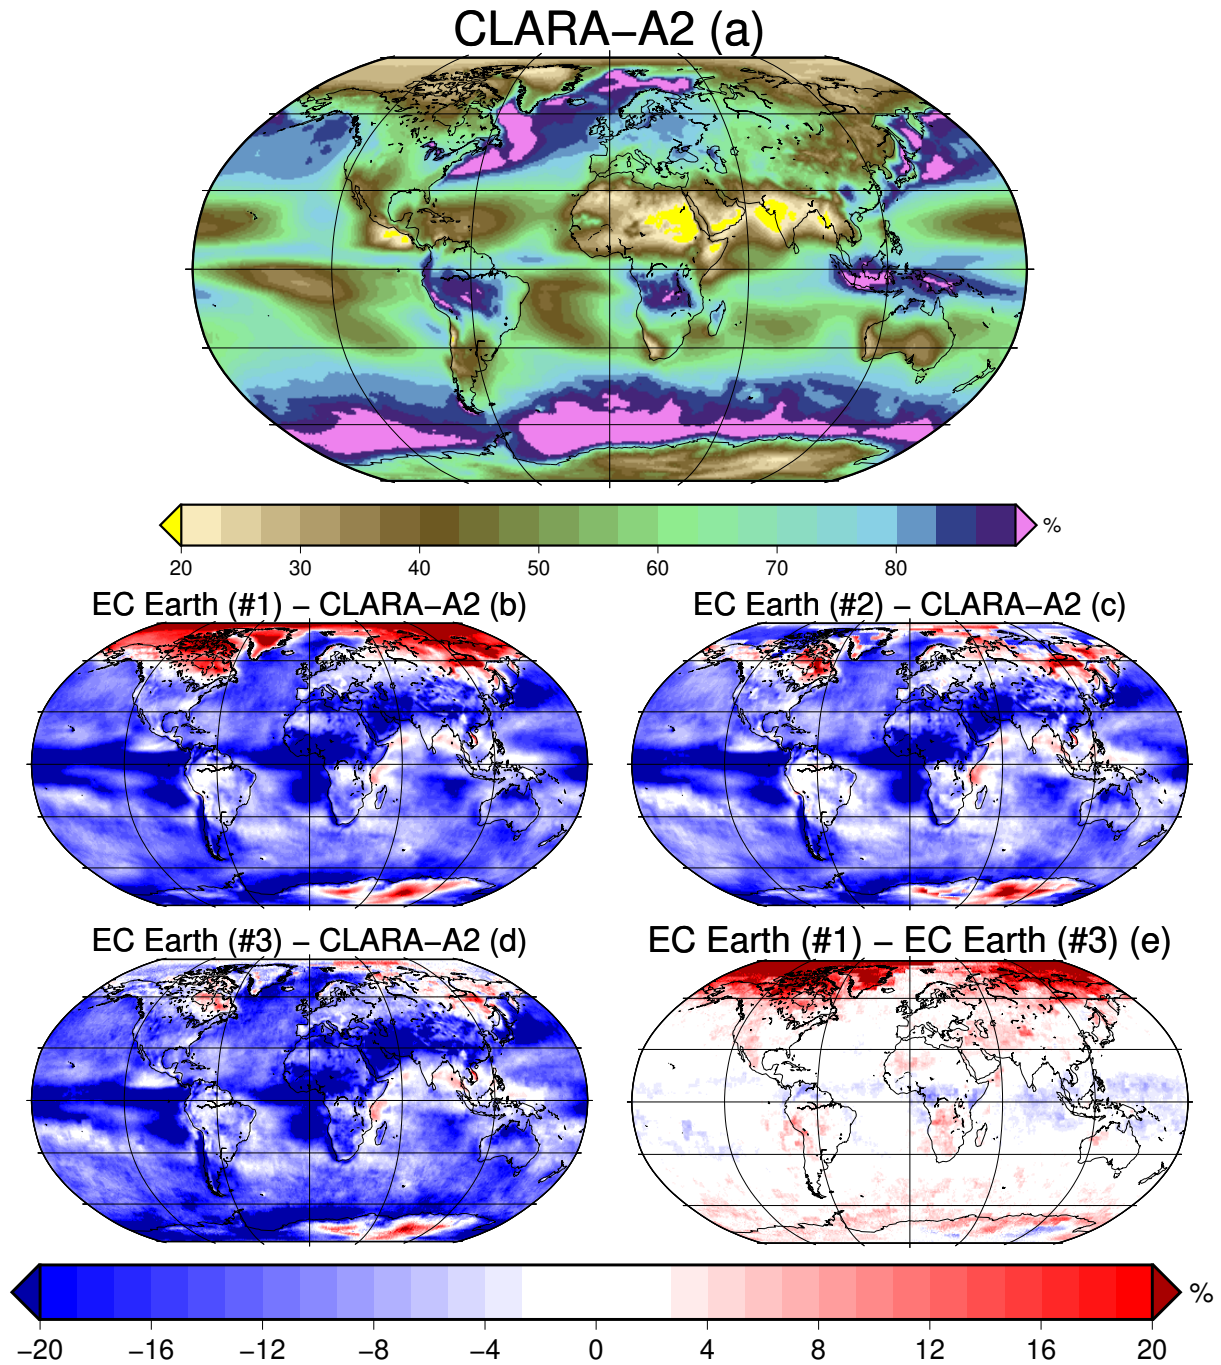 CLARA−A2 (a)
%
20 30 40 50 60 70 80
EC Earth (#1) − CLARA−A2 (b)
EC Earth (#2) − CLARA−A2 (c)
EC Earth (#3) − CLARA−A2 (d)
EC Earth (#1) − EC Earth (#3) (e)
%
−20 −16 −12 −8 −4 0 4 8 12 16 20